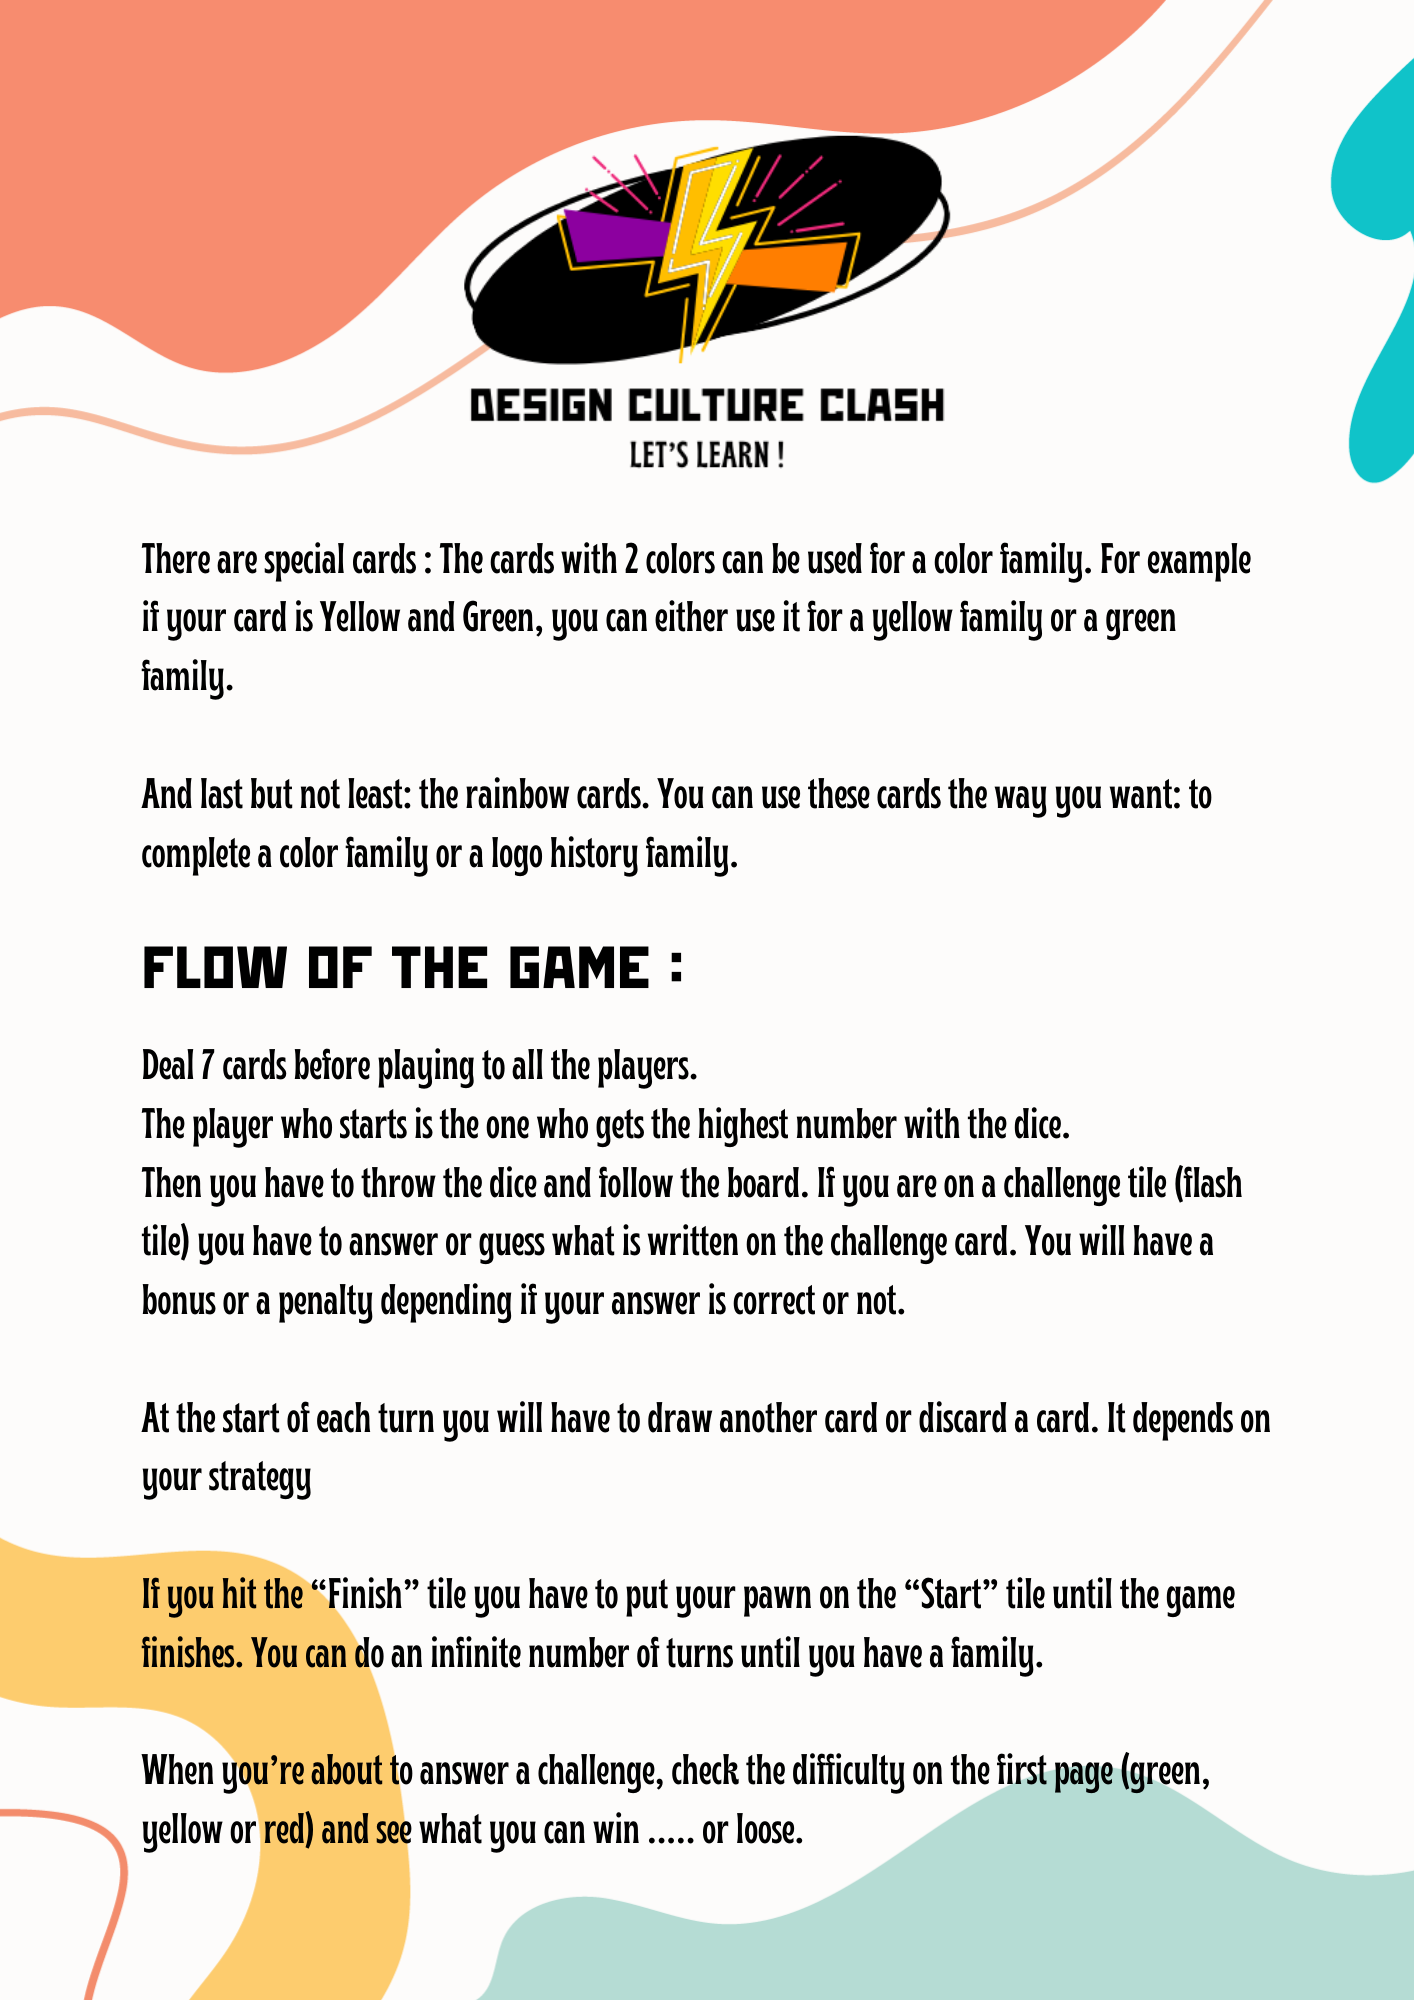 DESIGN CULTURE CLASH
LET'S LEARN !
There are special cards : The cards with 2 colors can be used for a color family. For example
if your card is Yellow and Green, you can either use it for a yellow family or a green
family.
And last but not least: the rainbow cards. You can use these cards the way you want: to
complete a color family or a logo history family.
FLOW OF THE GAME :
Deal 7 cards before playing to all the players.
The player who starts is the one who gets the highest number with the dice.
Then you have to throw the dice and follow the board. If you are on a challenge tile (flash
tile) you have to answer or guess what is written on the challenge card. You will have a
bonus or a penalty depending if your answer is correct or not.
At the start of each turn you will have to draw another card or discard a card. It depends on
your strategy
If you hit the “Finish” tile you have to put your pawn on the “Start” tile until the game
finishes. You can do an infinite number of turns until you have a family.
When you’re about to answer a challenge, check the difficulty on the first page (green,
yellow or red) and see what you can win ..... or loose.